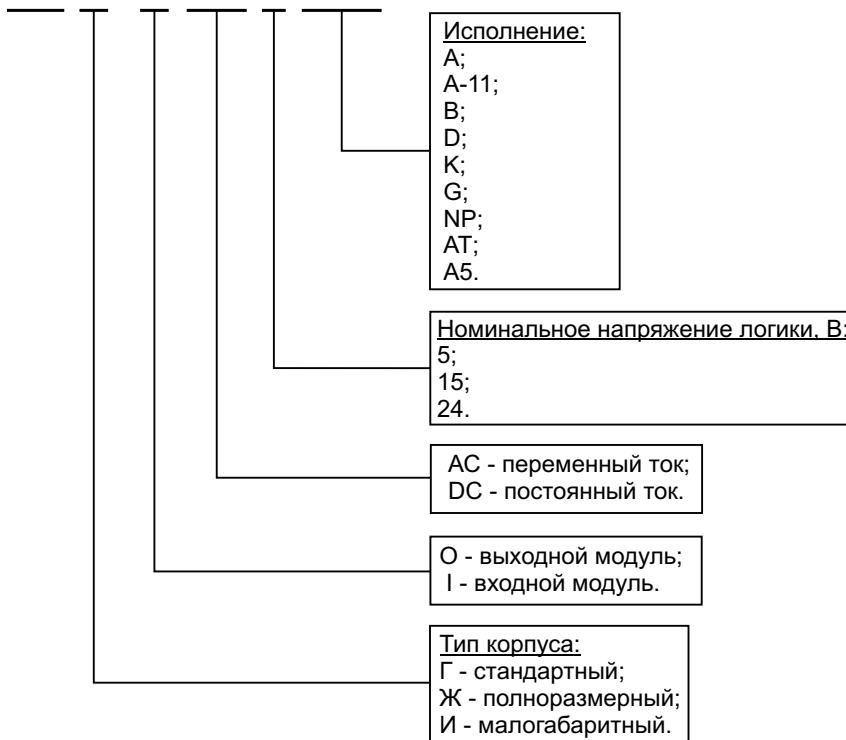 Исполнение:
A;
A-11;
B;
D;
K;
G;
NP;
AT;
A5.
Номинальное напряжение логики, В:
5;
15;
24.
AC - переменный ток;
DC - постоянный ток.
O - выходной модуль;
I - входной модуль.
Тип корпуса:
Г - стандартный;
Ж - полноразмерный;
И - малогабаритный.